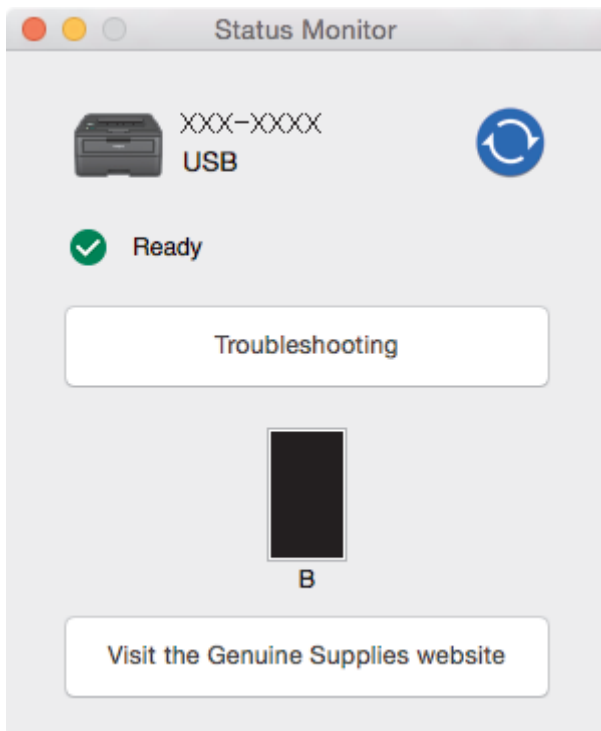 Status Monitor
XXX-XXXX
USB
Ready
Troubleshooting
B
Visit the Genuine Supplies website